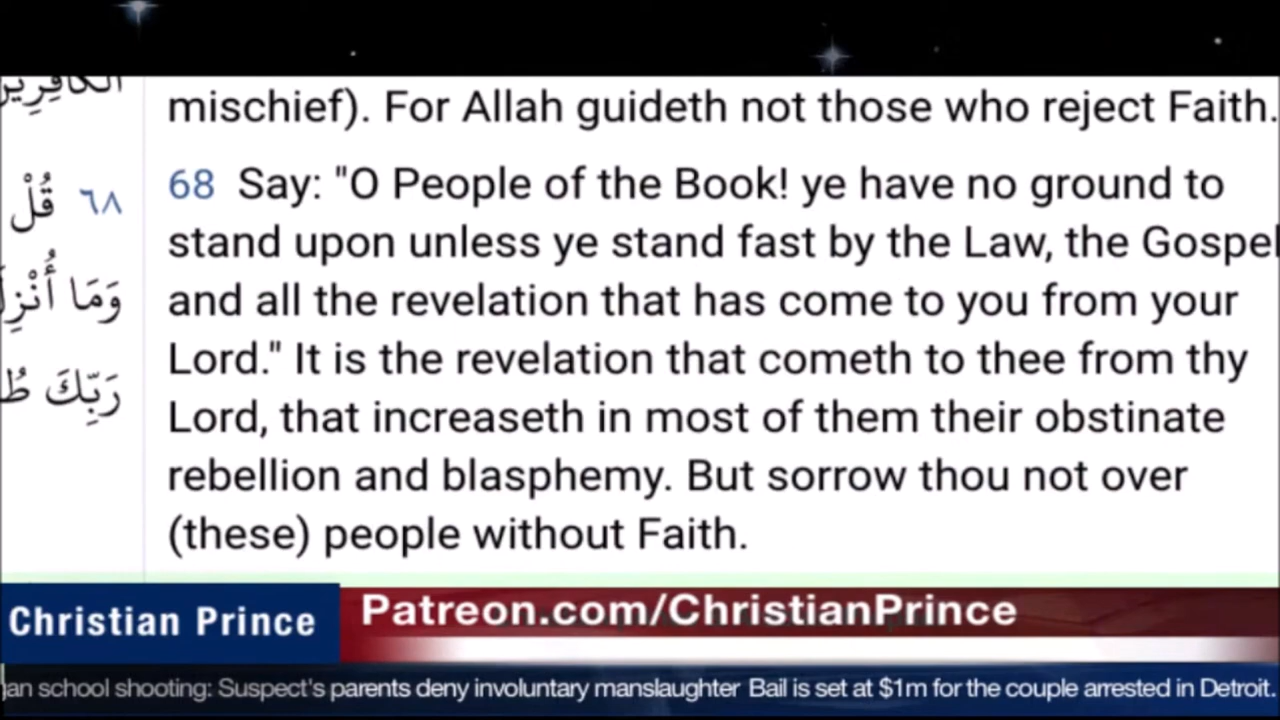 mischief). For Allah guideth not those who reject Faith.
68 Say: "O People of the Book! ye have no ground to
٦٨ قُلْ
stand upon unless ye stand fast by the Law, the Gospel
and all the revelation that has come to you from your
وَمَا
Lord." It is the revelation that cometh to thee from thy
رَبِّكَ
Lord, that increaseth in most of them their obstinate
rebellion and blasphemy. But sorrow thou not over
(these) people without Faith.
Christian Prince
Patreon.com/ChristianPrince
school shooting: Suspect's parents deny involuntary manslaughter Bail is set at $1m for the couple arrested in Detroit.